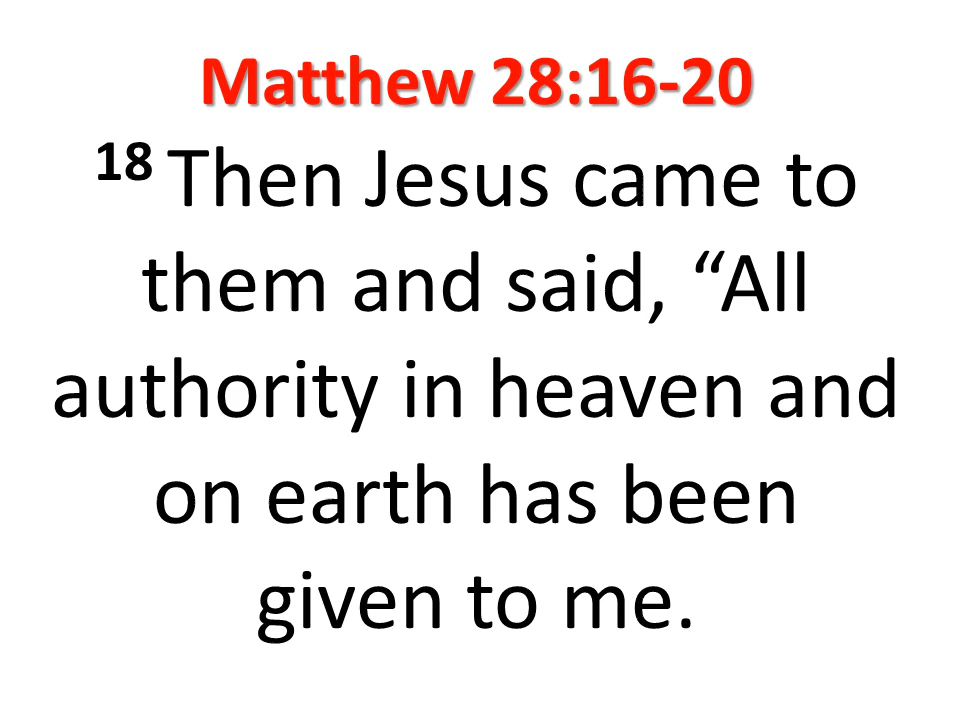 Matthew 28:16-20
18 Then Jesus came to
them and said, “All
authority in heaven and
on earth has been
given to me.